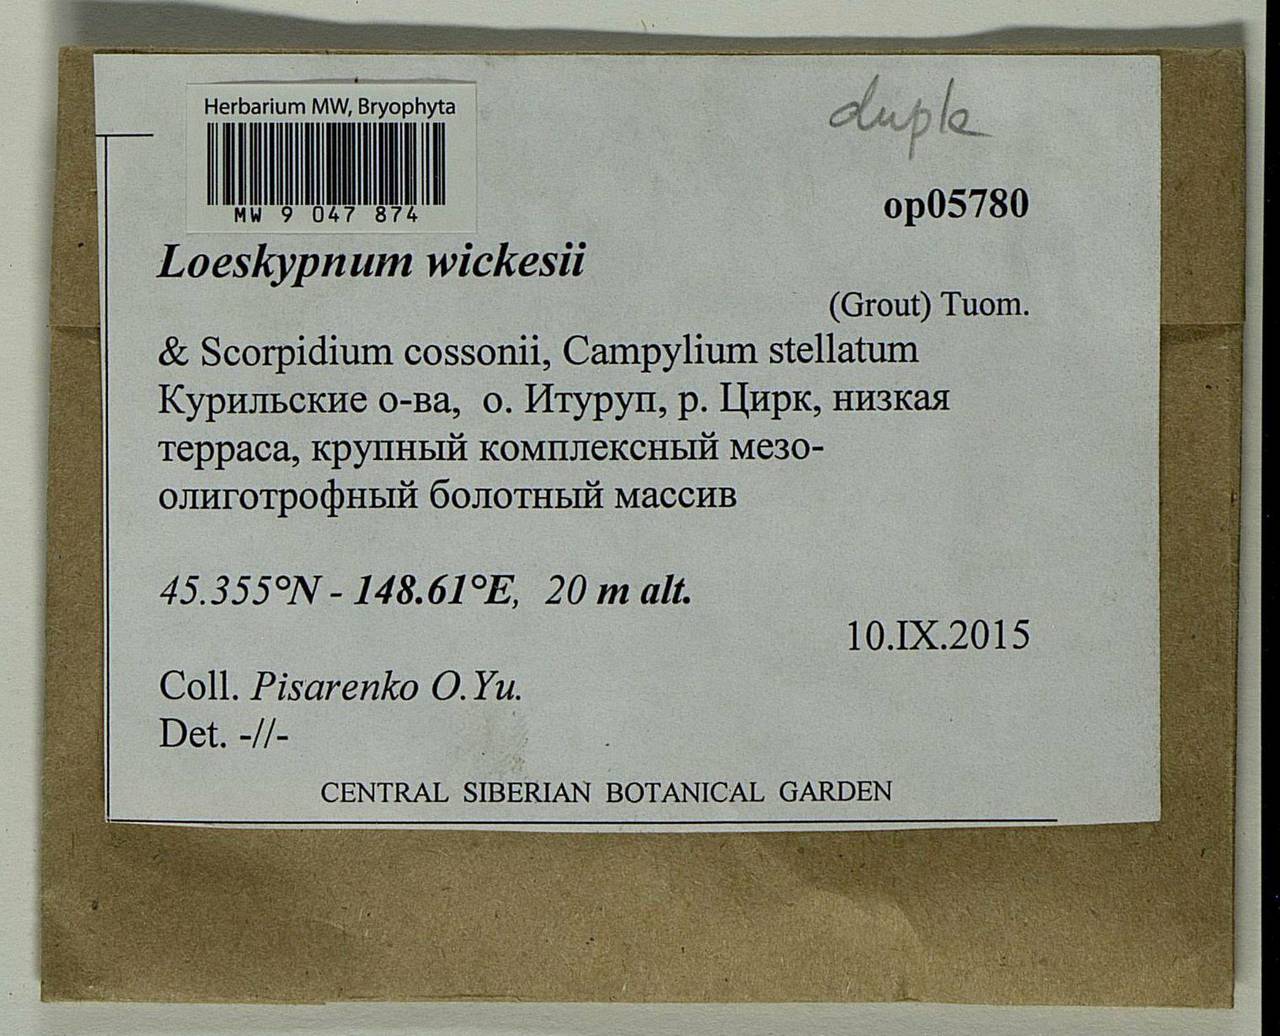 Herbarium MW, Bryophyta
MW 9 047 874
duple
op05780
Loeskypnum wickesii
(Grout) Tuom.
& Scorpidium cossonii, Campylium stellatum
Курильские о-ва, о. Итуруп, р. Цирк, низкая
терраса, крупный комплексный мезо-
олиготрофный болотный массив
45.355°N - 148.61°E, 20 m alt.
10.IX.2015
Coll. Pisarenko O.Yu.
Det. -//-
CENTRAL SIBERIAN BOTANICAL GARDEN